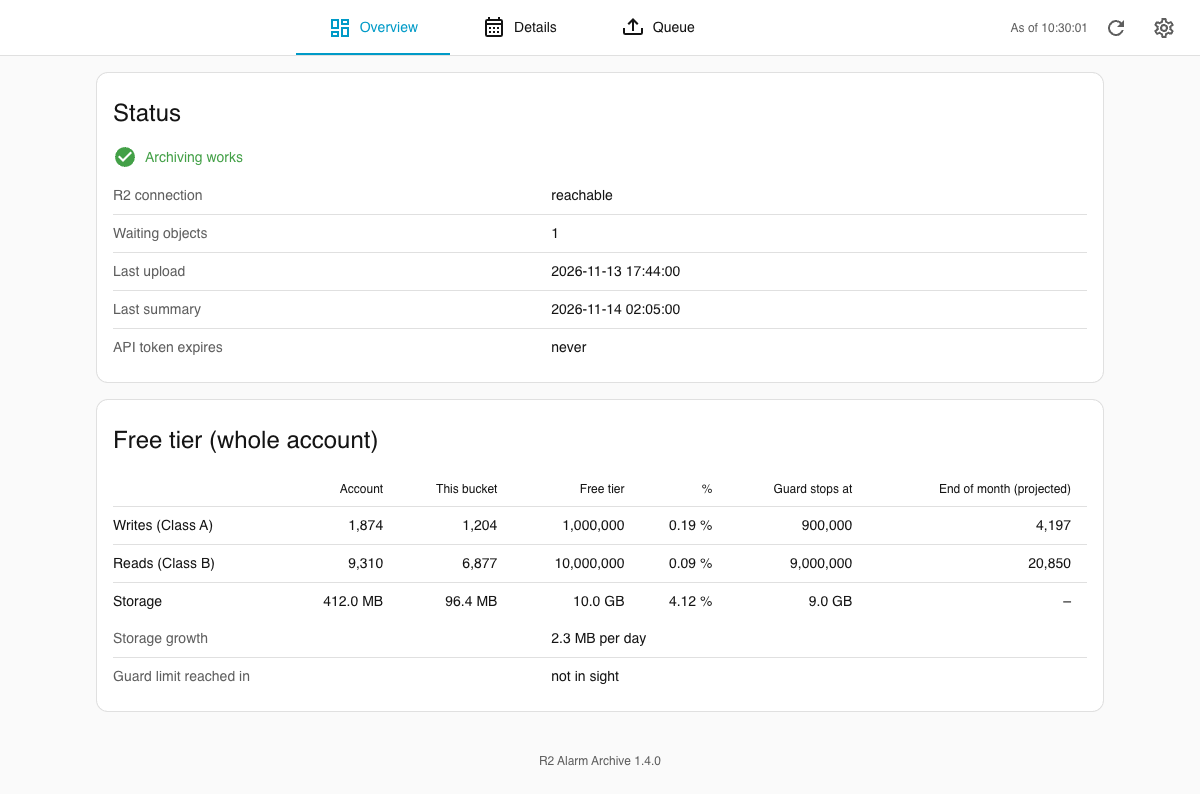 Overview Details Queue As of 10:30:01
Status
Archiving works
R2 connection reachable
Waiting objects 1
Last upload 2026-11-13 17:44:00
Last summary 2026-11-14 02:05:00
API token expires never
Free tier (whole account)
Account This bucket Free tier % Guard stops at End of month (projected)
Writes (Class A) 1,874 1,204 1,000,000 0.19 % 900,000 4,197
Reads (Class B) 9,310 6,877 10,000,000 0.09 % 9,000,000 20,850
Storage 412.0 MB 96.4 MB 10.0 GB 4.12 % 9.0 GB –
Storage growth 2.3 MB per day
Guard limit reached in not in sight
R2 Alarm Archive 1.4.0